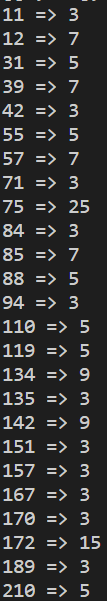 11 => 3
12 => 7
31 => 5
39 => 7
42 => 3
55 => 5
57 => 7
71 => 3
75 => 25
84 => 3
85 => 7
88 => 5
94 => 3
110 => 5
119 => 5
134 => 9
135 => 3
142 => 9
151 => 3
157 => 3
167 => 3
170 => 3
172 => 15
189 => 3
210 => 5